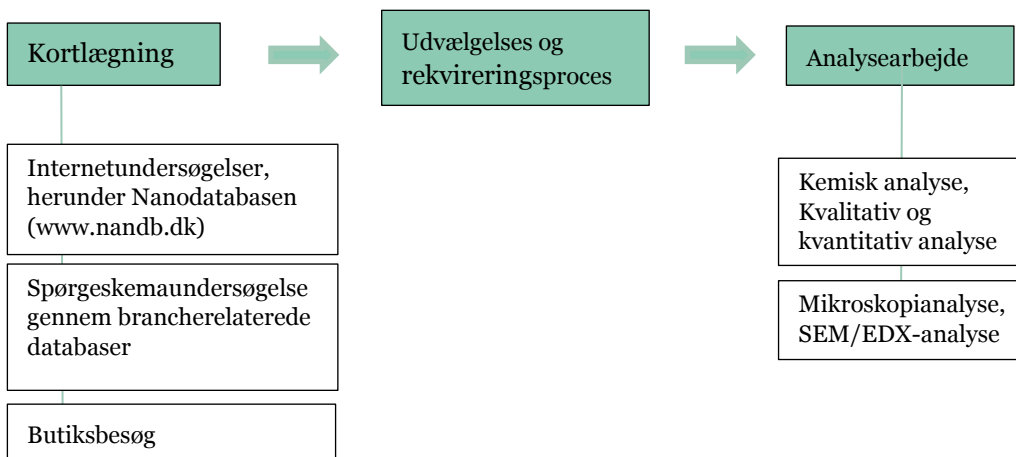 Kortlægning
Udvælgelses og
rekvireringsproces
Analysearbejde
Internetundersøgelser,
herunder Nanodatabasen
(www.nandb.dk)
Spørgeskemaundersøgelse
gennem brancherelaterede
databaser
Butiksbesøg
Kemisk analyse,
Kvalitativ og
kvantitativ analyse
Mikroskopianalyse,
SEM/EDX-analyse